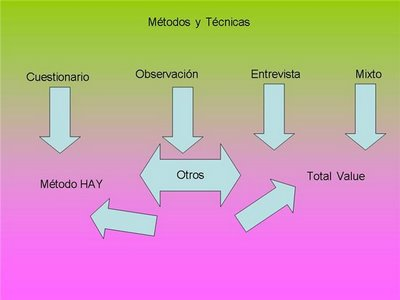 Métodos y Técnicas
Cuestionario
Observación
Entrevista
Mixto
Método HAY
Otros
Total Value